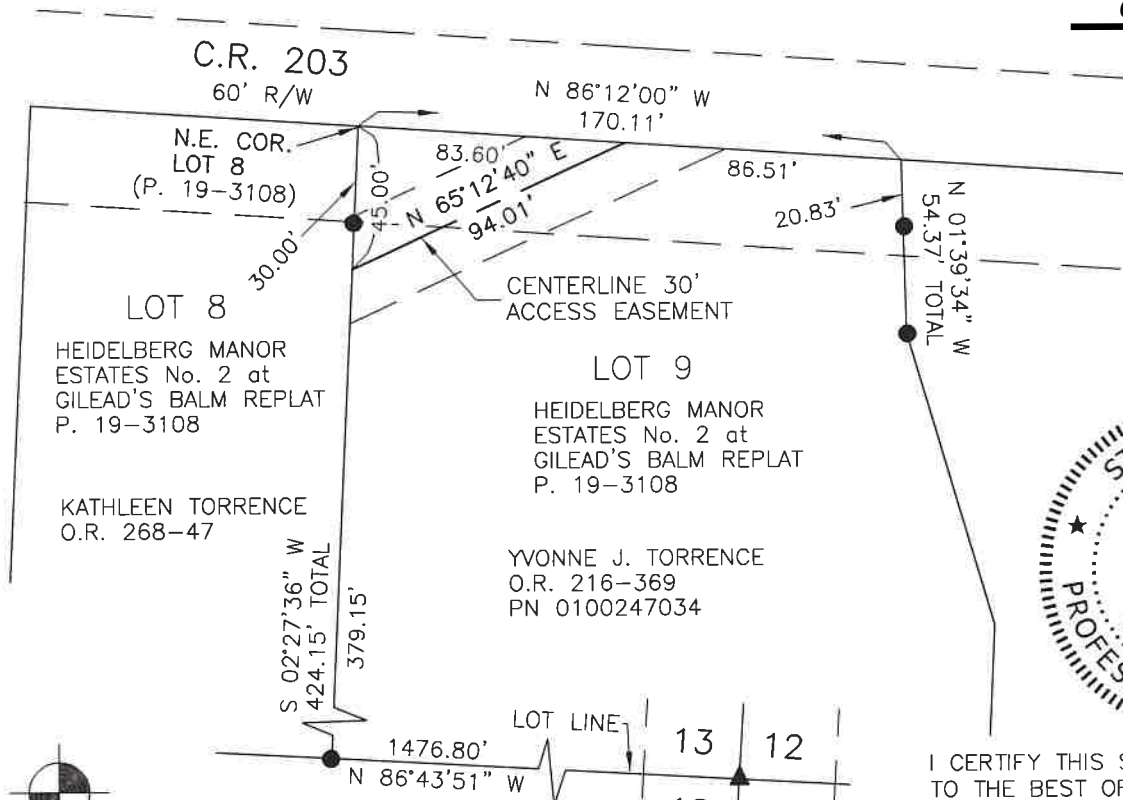 C.R. 203
60' R/W
N 86°12'00" W
170.11'
N.E. COR.
LOT 8
(P. 19-3108)
83.60'
86.51'
N 65°12'40" E
94.01'
45.00'
30.00'
20.83'
N 01°39'34" W
54.37' TOTAL
CENTERLINE 30'
ACCESS EASEMENT
LOT 8
HEIDELBERG MANOR
ESTATES No. 2 at
GILEAD'S BALM REPLAT
P. 19-3108
KATHLEEN TORRENCE
O.R. 268-47
LOT 9
HEIDELBERG MANOR
ESTATES No. 2 at
GILEAD'S BALM REPLAT
P. 19-3108
YVONNE J. TORRENCE
O.R. 216-369
PN 0100247034
S 02°27'36" W
424.15' TOTAL
379.15'
LOT LINE
13 12
1476.80'
N 86°43'51" W
I CERTIFY THIS
TO THE BEST OF